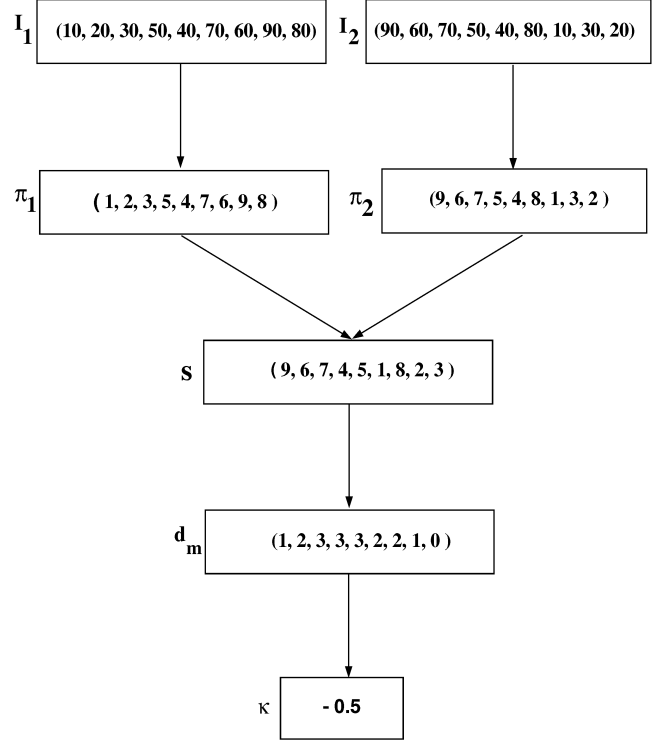 I1 (10, 20, 30, 50, 40, 70, 60, 90, 80) I2 (90, 60, 70, 50, 40, 80, 10, 30, 20)
π1 ( 1, 2, 3, 5, 4, 7, 6, 9, 8 ) π2 (9, 6, 7, 5, 4, 8, 1, 3, 2 )
s ( 9, 6, 7, 4, 5, 1, 8, 2, 3 )
dm (1, 2, 3, 3, 3, 2, 2, 1, 0 )
κ - 0.5